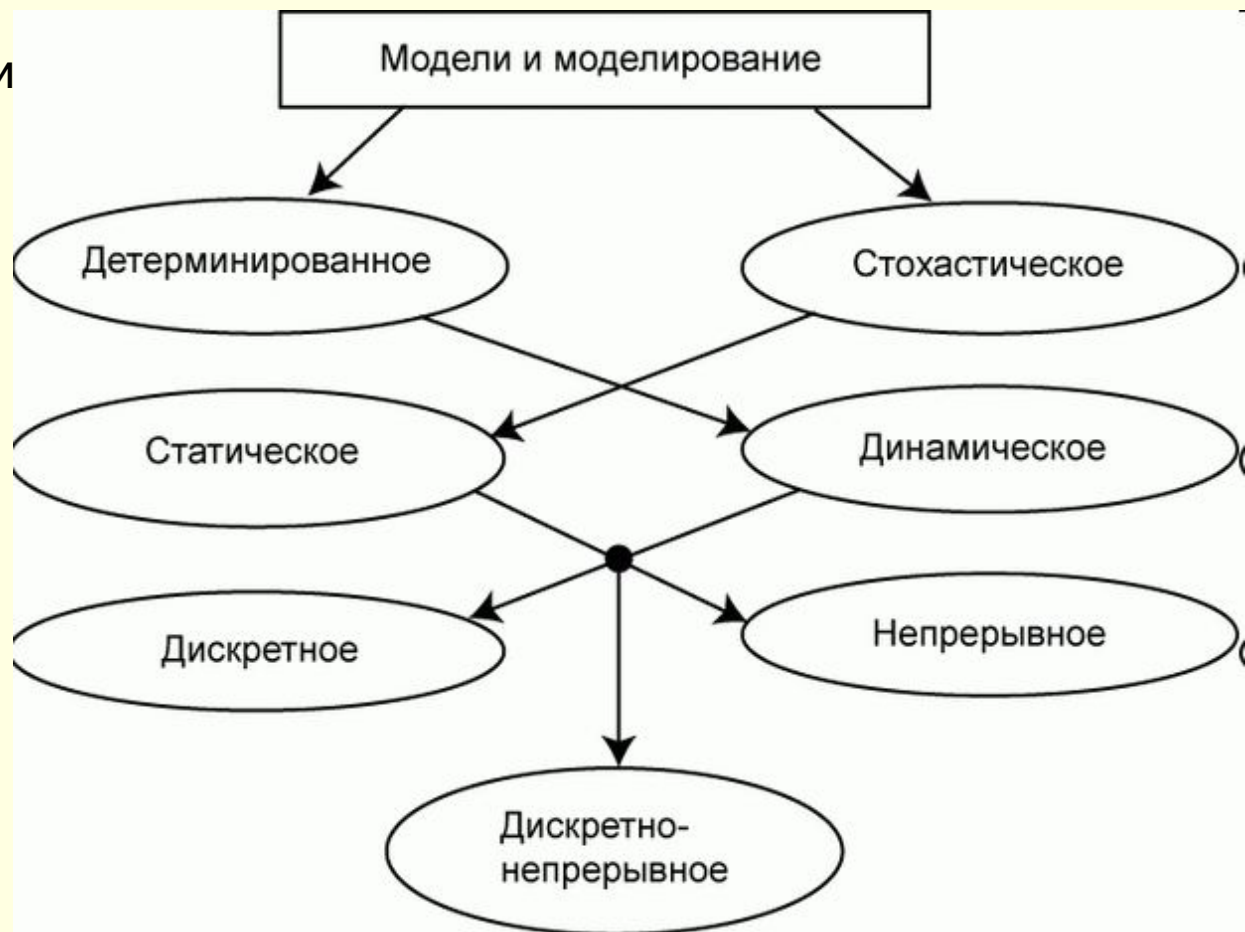 Модели и моделирование
и
Детерминированное
Стохастическое
Статическое
Динамическое
Дискретное
Непрерывное
Дискретно-
непрерывное